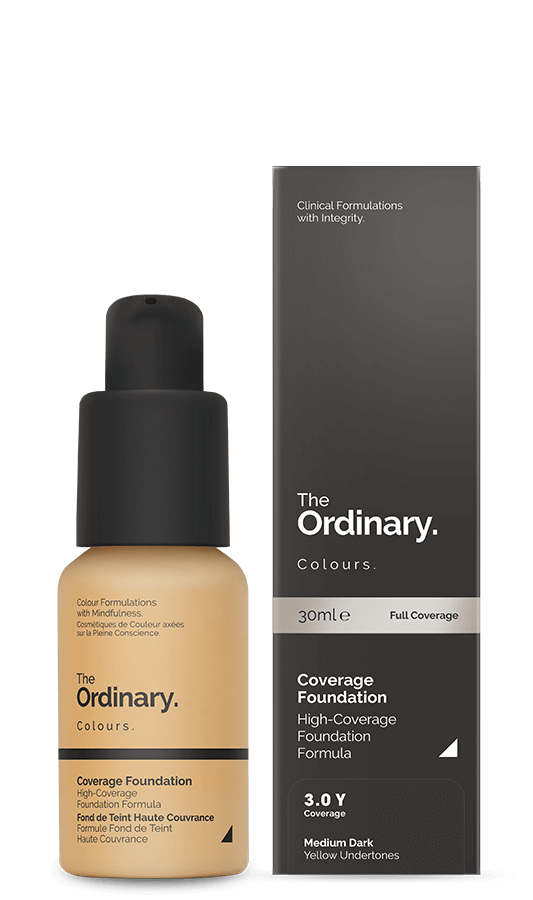 Colour Formulations
with Mindfulness.
Cosmétiques de Couleur axées
sur la Pleine Conscience.
The
Ordinary.
Colours.
Coverage Foundation
High-Coverage
Foundation Formula
Fond de Teint Haute Couvrance
Formule Fond de Teint
Haute Couvrance
Clinical Formulations
with Integrity.
The
Ordinary.
Colours.
30ml e
Full Coverage
Coverage
Foundation
High-Coverage
Foundation
Formula
3.0 Y
Coverage
Medium Dark
Yellow Undertones